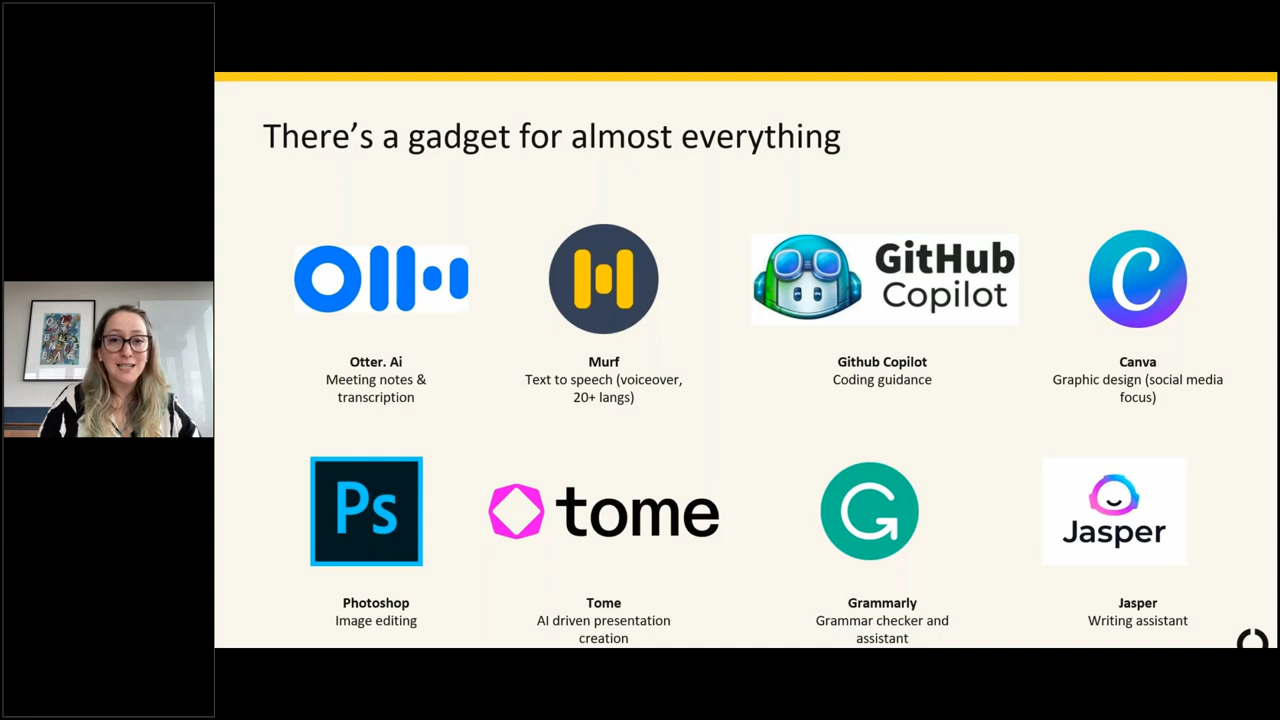 There's a gadget for almost everything
GitHub
Copilot
C
Otter. Ai
Meeting notes &
transcription
Murf
Text to speech (voiceover,
20+ langs)
Github Copilot
Coding guidance
Canva
Graphic design (social media
focus)
Ps
tome
G
Jasper
Photoshop
Image editing
Tome
AI driven presentation
creation
Grammarly
Grammar checker and
assistant
Jasper
Writing assistant